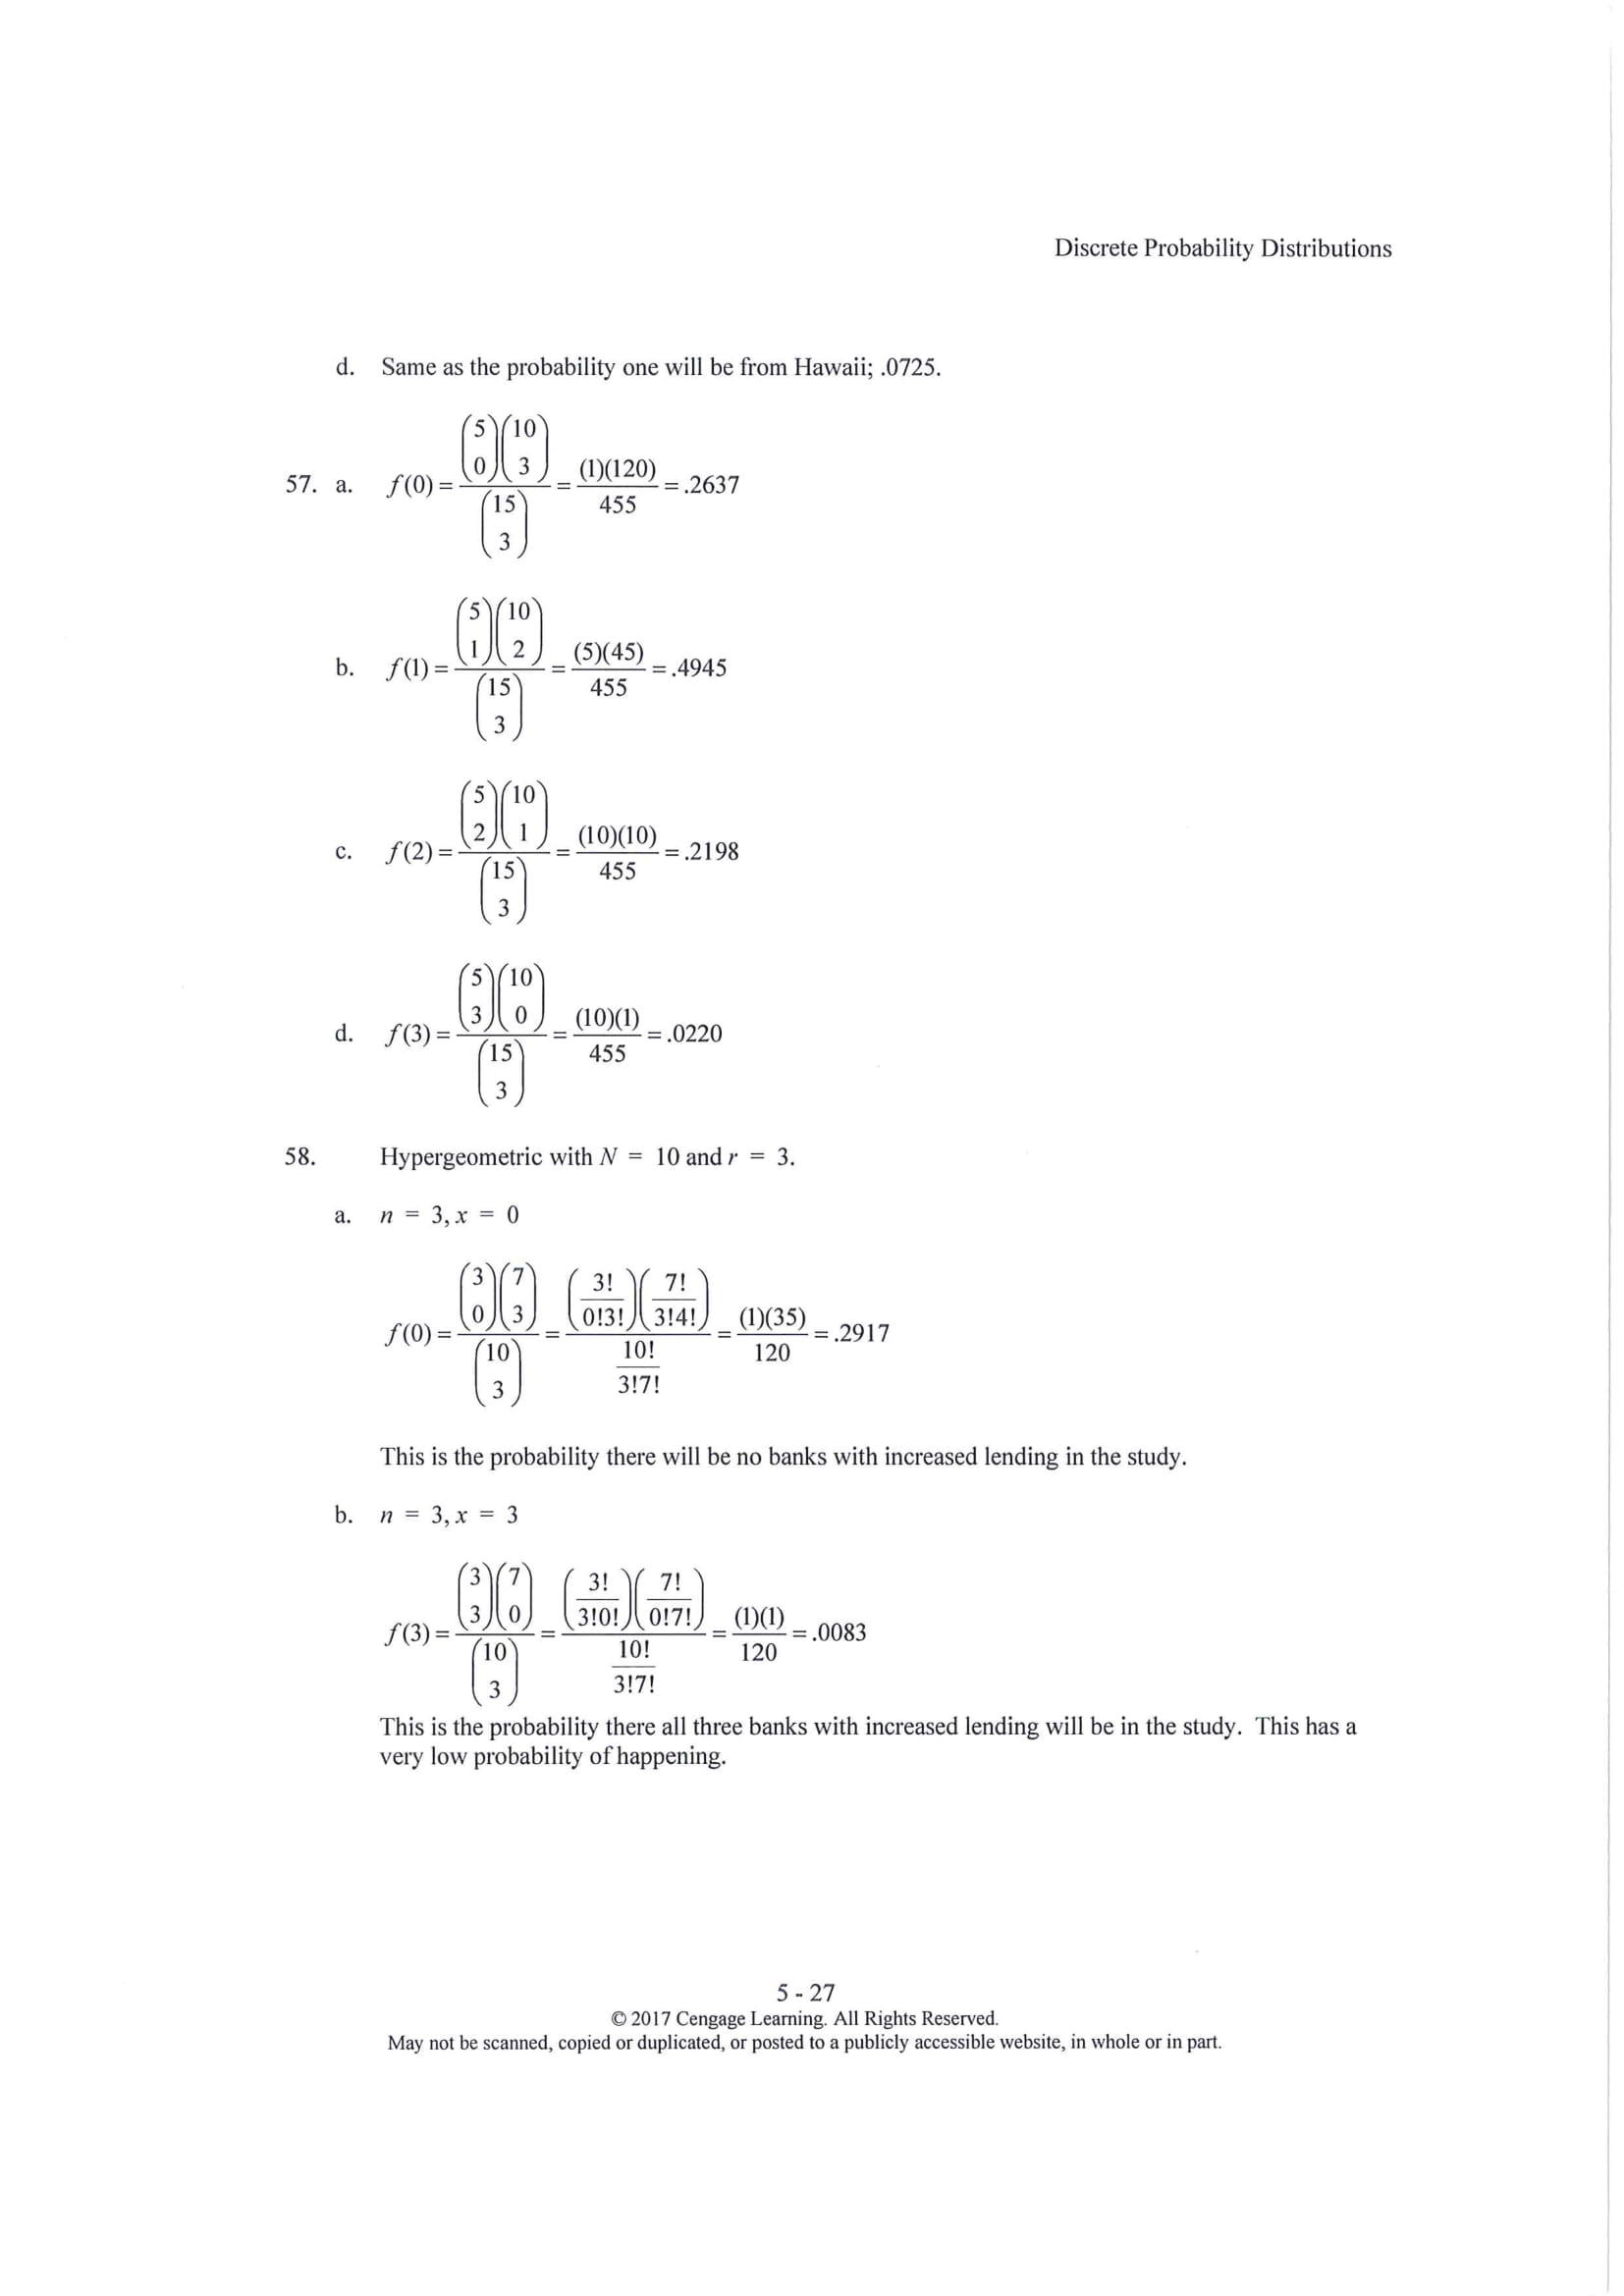 Discrete Probability Distributions
d. Same as the probability one will be from Hawaii; .0725.
57. a. f(0) = \frac{\binom{5}{0}\binom{10}{3}}{\binom{15}{3}} = \frac{(1)(120)}{455} = .2637
b. f(1) = \frac{\binom{5}{1}\binom{10}{2}}{\binom{15}{3}} = \frac{(5)(45)}{455} = .4945
c. f(2) = \frac{\binom{5}{2}\binom{10}{1}}{\binom{15}{3}} = \frac{(10)(10)}{455} = .2198
d. f(3) = \frac{\binom{5}{3}\binom{10}{0}}{\binom{15}{3}} = \frac{(10)(1)}{455} = .0220
58. Hypergeometric with N = 10 and r = 3.
a. n = 3, x = 0
f(0) = \frac{\binom{3}{0}\binom{7}{3}}{\binom{10}{3}} = \frac{\left(\frac{3!}{0!3!}\right)\left(\frac{7!}{3!4!}\right)}{\frac{10!}{3!7!}} = \frac{(1)(35)}{120} = .2917
This is the probability there will be no banks with increased lending in the study.
b. n = 3, x = 3
f(3) = \frac{\binom{3}{3}\binom{7}{0}}{\binom{10}{3}} = \frac{\left(\frac{3!}{3!0!}\right)\left(\frac{7!}{0!7!}\right)}{\frac{10!}{3!7!}} = \frac{(1)(1)}{120} = .0083
This is the probability there all three banks with increased lending will be in the study. This has a
very low probability of happening.
5 - 27
© 2017 Cengage Learning. All Rights Reserved.
May not be scanned, copied or duplicated, or posted to a publicly accessible website, in whole or in part.